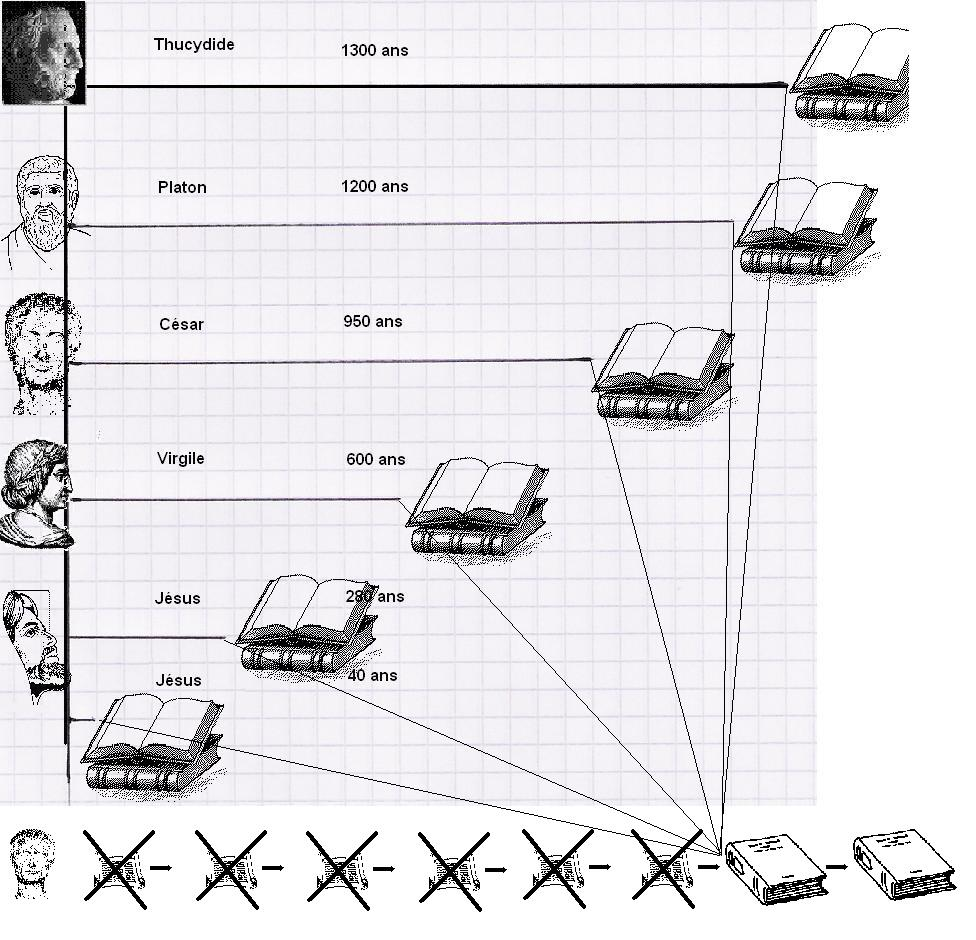 Thucydide 1300 ans
Platon 1200 ans
César 950 ans
Virgile 600 ans
Jésus 280 ans
Jésus 40 ans